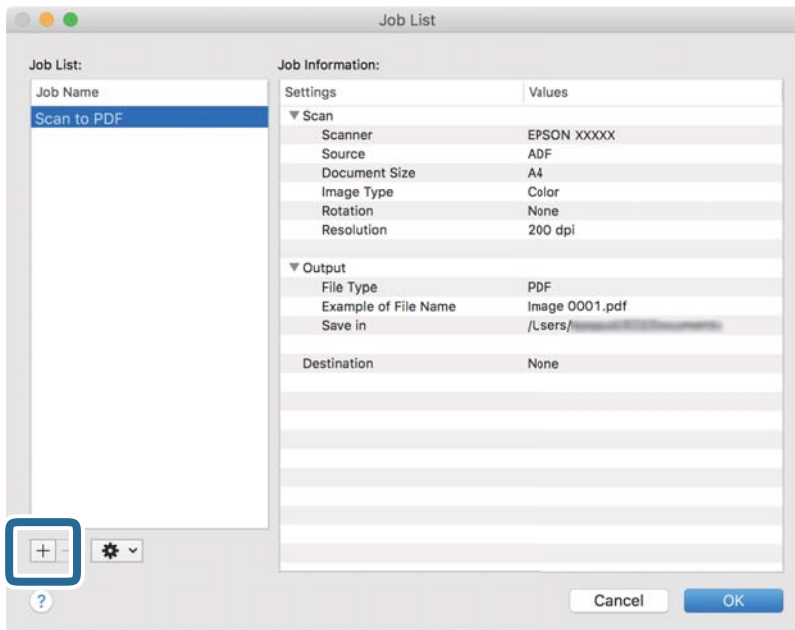 Job List
Job List:
Job Information:
Job Name
Scan to PDF
Settings Values
Scan
Scanner EPSON XXXXX
Source ADF
Document Size A4
Image Type Color
Rotation None
Resolution 200 dpi
Output
File Type PDF
Example of File Name Image 0001.pdf
Save in /Users/
Destination None
+ −
?
Cancel OK